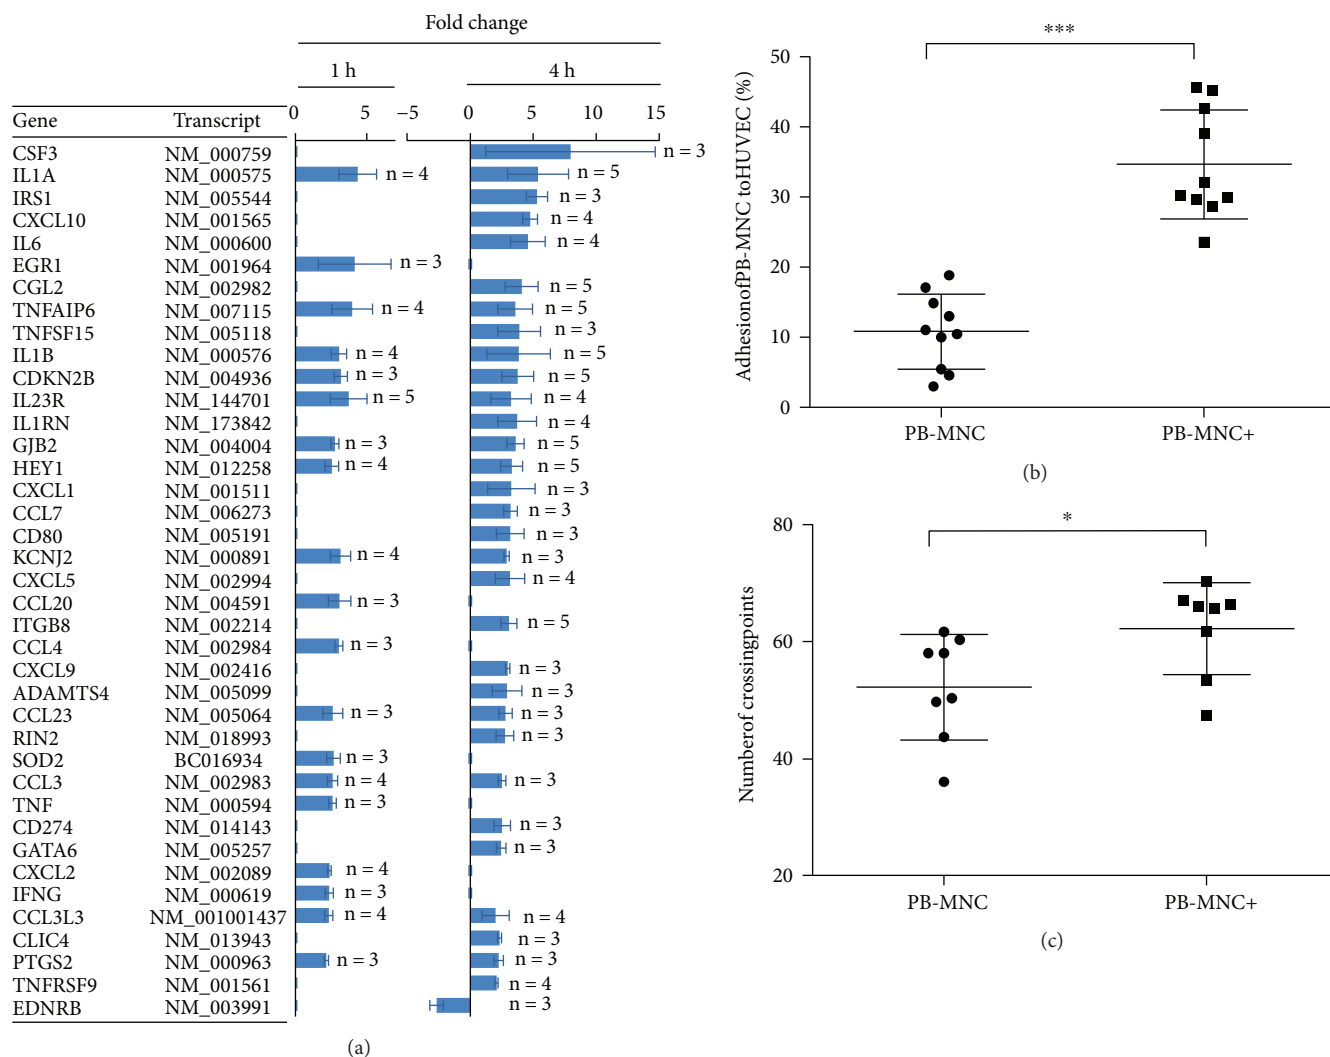 Fold change
1 h 4 h
Gene Transcript 0 5 −5 0 5 10 15
CSF3 NM_000759 n = 3
IL1A NM_000575 n = 4 n = 5
IRS1 NM_005544 n = 3
CXCL10 NM_001565 n = 4
IL6 NM_000600 n = 4
EGR1 NM_001964 n = 3
CGL2 NM_002982 n = 5
TNFAIP6 NM_007115 n = 4 n = 5
TNFSF15 NM_005118 n = 3
IL1B NM_000576 n = 4 n = 5
CDKN2B NM_004936 n = 3 n = 5
IL23R NM_144701 n = 5 n = 4
IL1RN NM_173842 n = 4
GJB2 NM_004004 n = 3 n = 5
HEY1 NM_012258 n = 4 n = 5
CXCL1 NM_001511 n = 3
CCL7 NM_006273 n = 3
CD80 NM_005191 n = 3
KCNJ2 NM_000891 n = 4 n = 3
CXCL5 NM_002994 n = 4
CCL20 NM_004591 n = 3
ITGB8 NM_002214 n = 5
CCL4 NM_002984 n = 3
CXCL9 NM_002416 n = 3
ADAMTS4 NM_005099 n = 3
CCL23 NM_005064 n = 3 n = 3
RIN2 NM_018993 n = 3
SOD2 BC016934 n = 3
CCL3 NM_002983 n = 4 n = 3
TNF NM_000594 n = 3
CD274 NM_014143 n = 3
GATA6 NM_005257 n = 3
CXCL2 NM_002089 n = 4
IFNG NM_000619 n = 3
CCL3L3 NM_001001437 n = 4 n = 4
CLIC4 NM_013943 n = 3
PTGS2 NM_000963 n = 3 n = 3
TNFRSF9 NM_001561 n = 4
EDNRB NM_003991 n = 3
(a)
***
50
40
30
20
10
0
AdhesionofPB-MNC toHUVEC (%)
PB-MNC PB-MNC+
(b)
*
80
60
40
20
Numberof crossingpoints
PB-MNC PB-MNC+
(c)